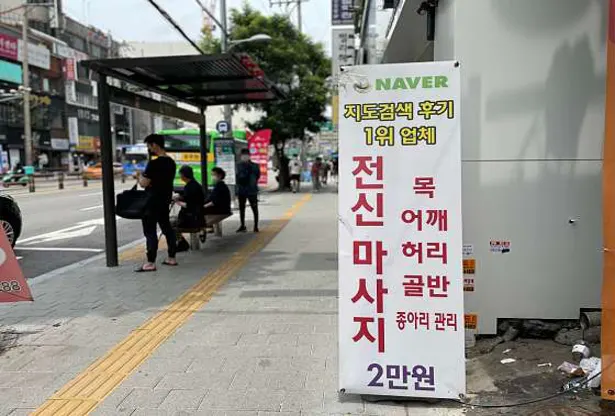 NAVER
지도검색 후기
1위 업체
전신 마사지
목
어깨
허리
골반
종아리 관리
2만원
88